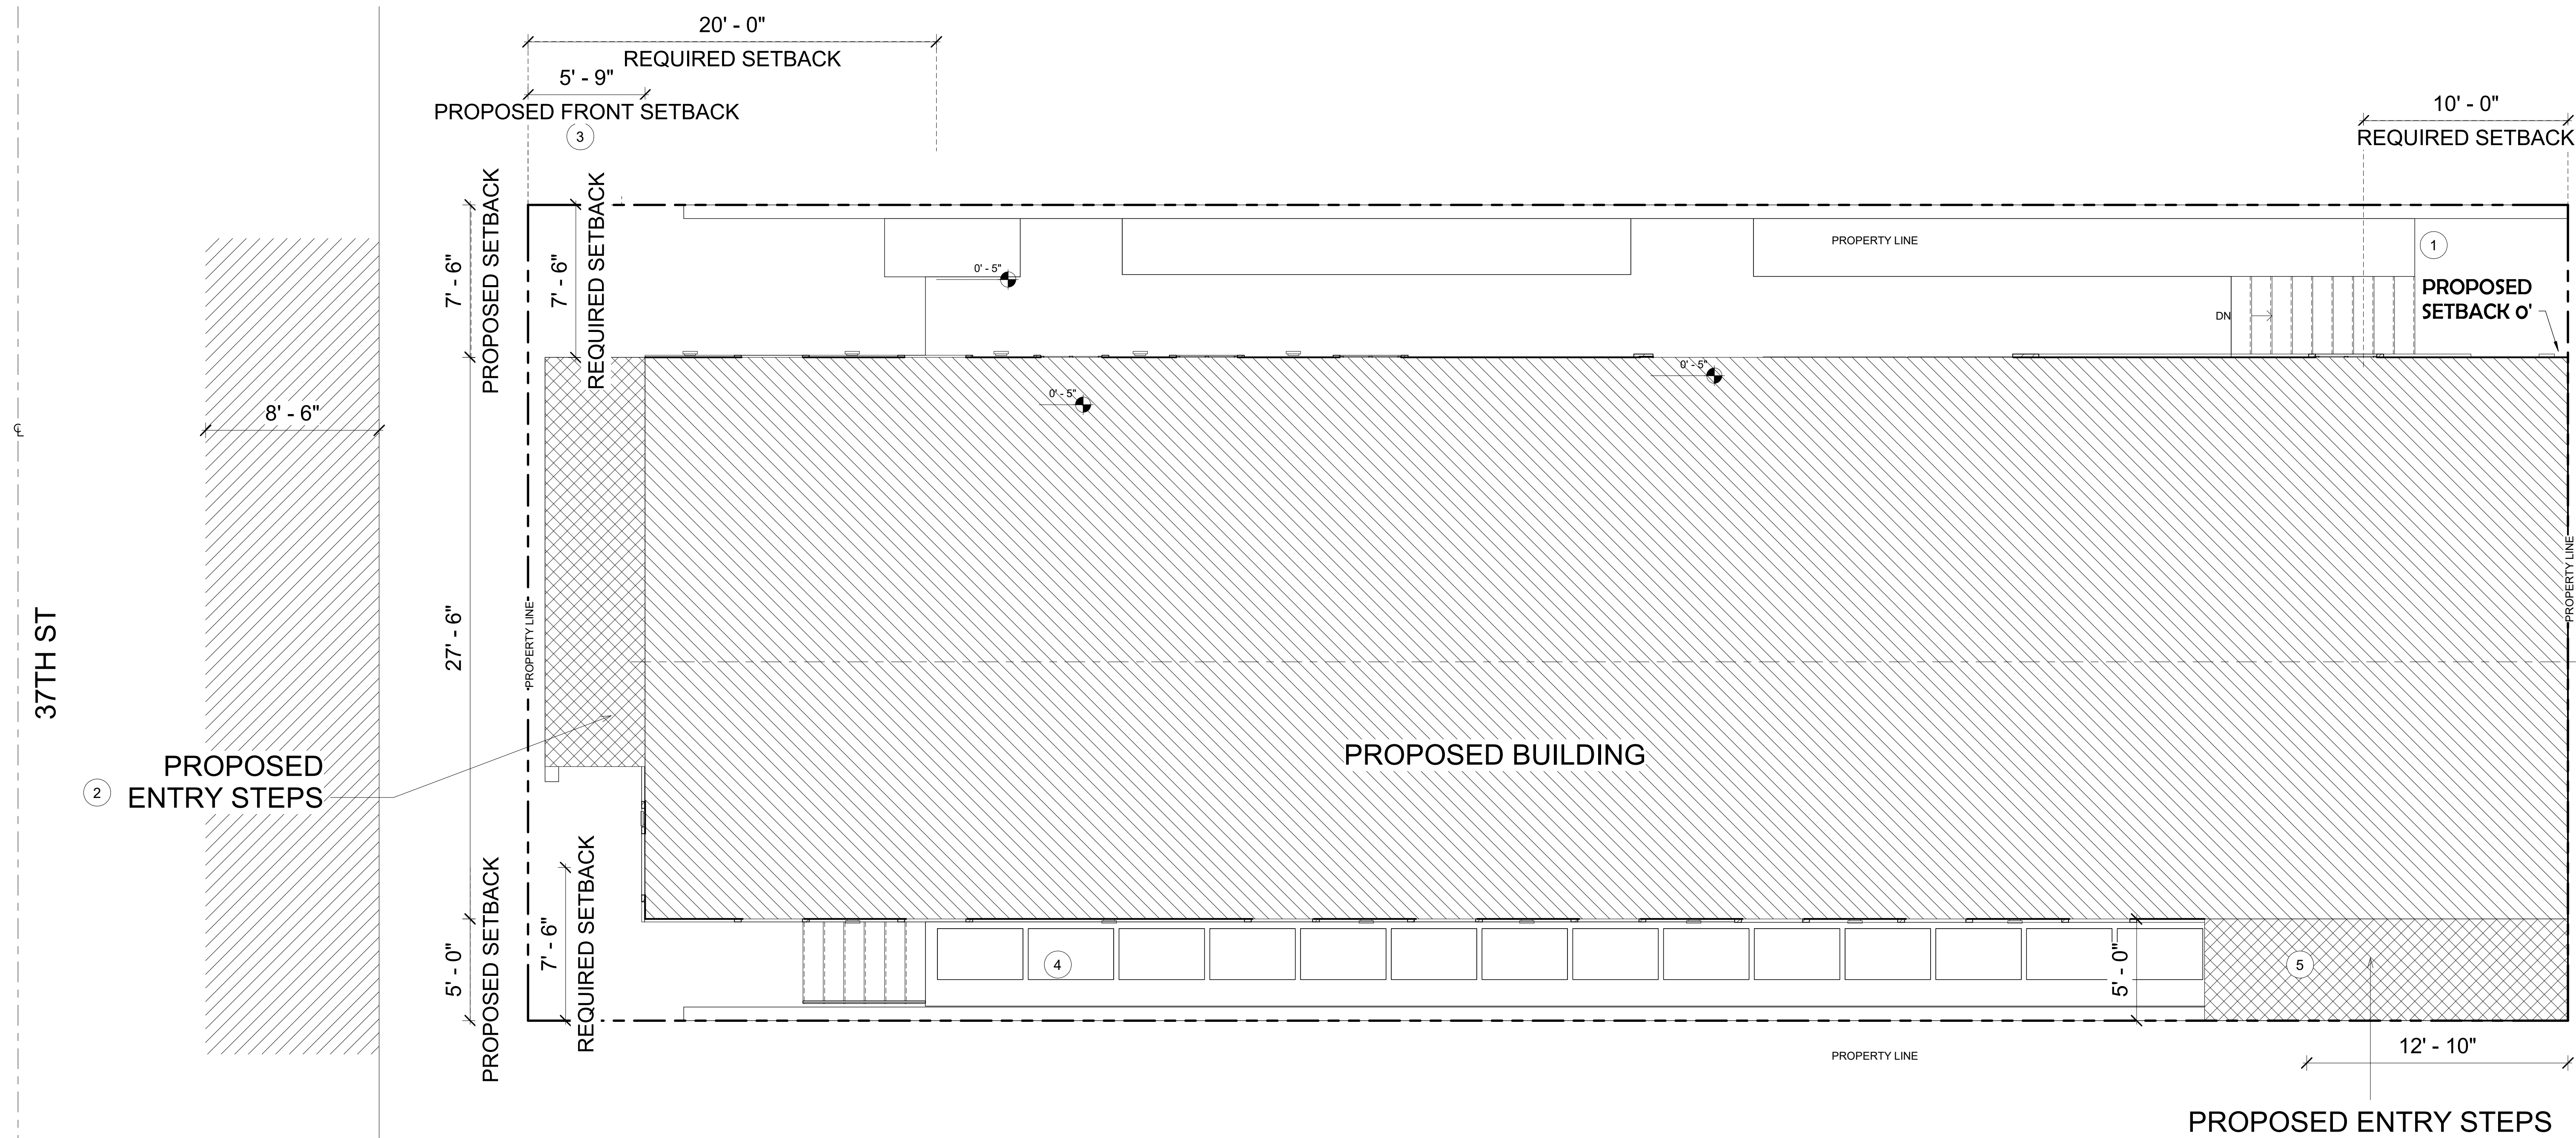 20' - 0"
REQUIRED SETBACK
5' - 9"
PROPOSED FRONT SETBACK
3
10' - 0"
REQUIRED SETBACK
7' - 6"
PROPOSED SETBACK
7' - 6"
REQUIRED SETBACK
PROPERTY LINE
1
0' - 5"
PROPOSED
SETBACK 0'
DN
0' - 5"
0' - 5"
8' - 6"
℄
37TH ST
27' - 6"
PROPERTY LINE
PROPERTY LINE
PROPOSED BUILDING
2
PROPOSED
ENTRY STEPS
5' - 0"
PROPOSED SETBACK
7' - 6"
REQUIRED SETBACK
4
5' - 0"
5
PROPERTY LINE
12' - 10"
PROPOSED ENTRY STEPS